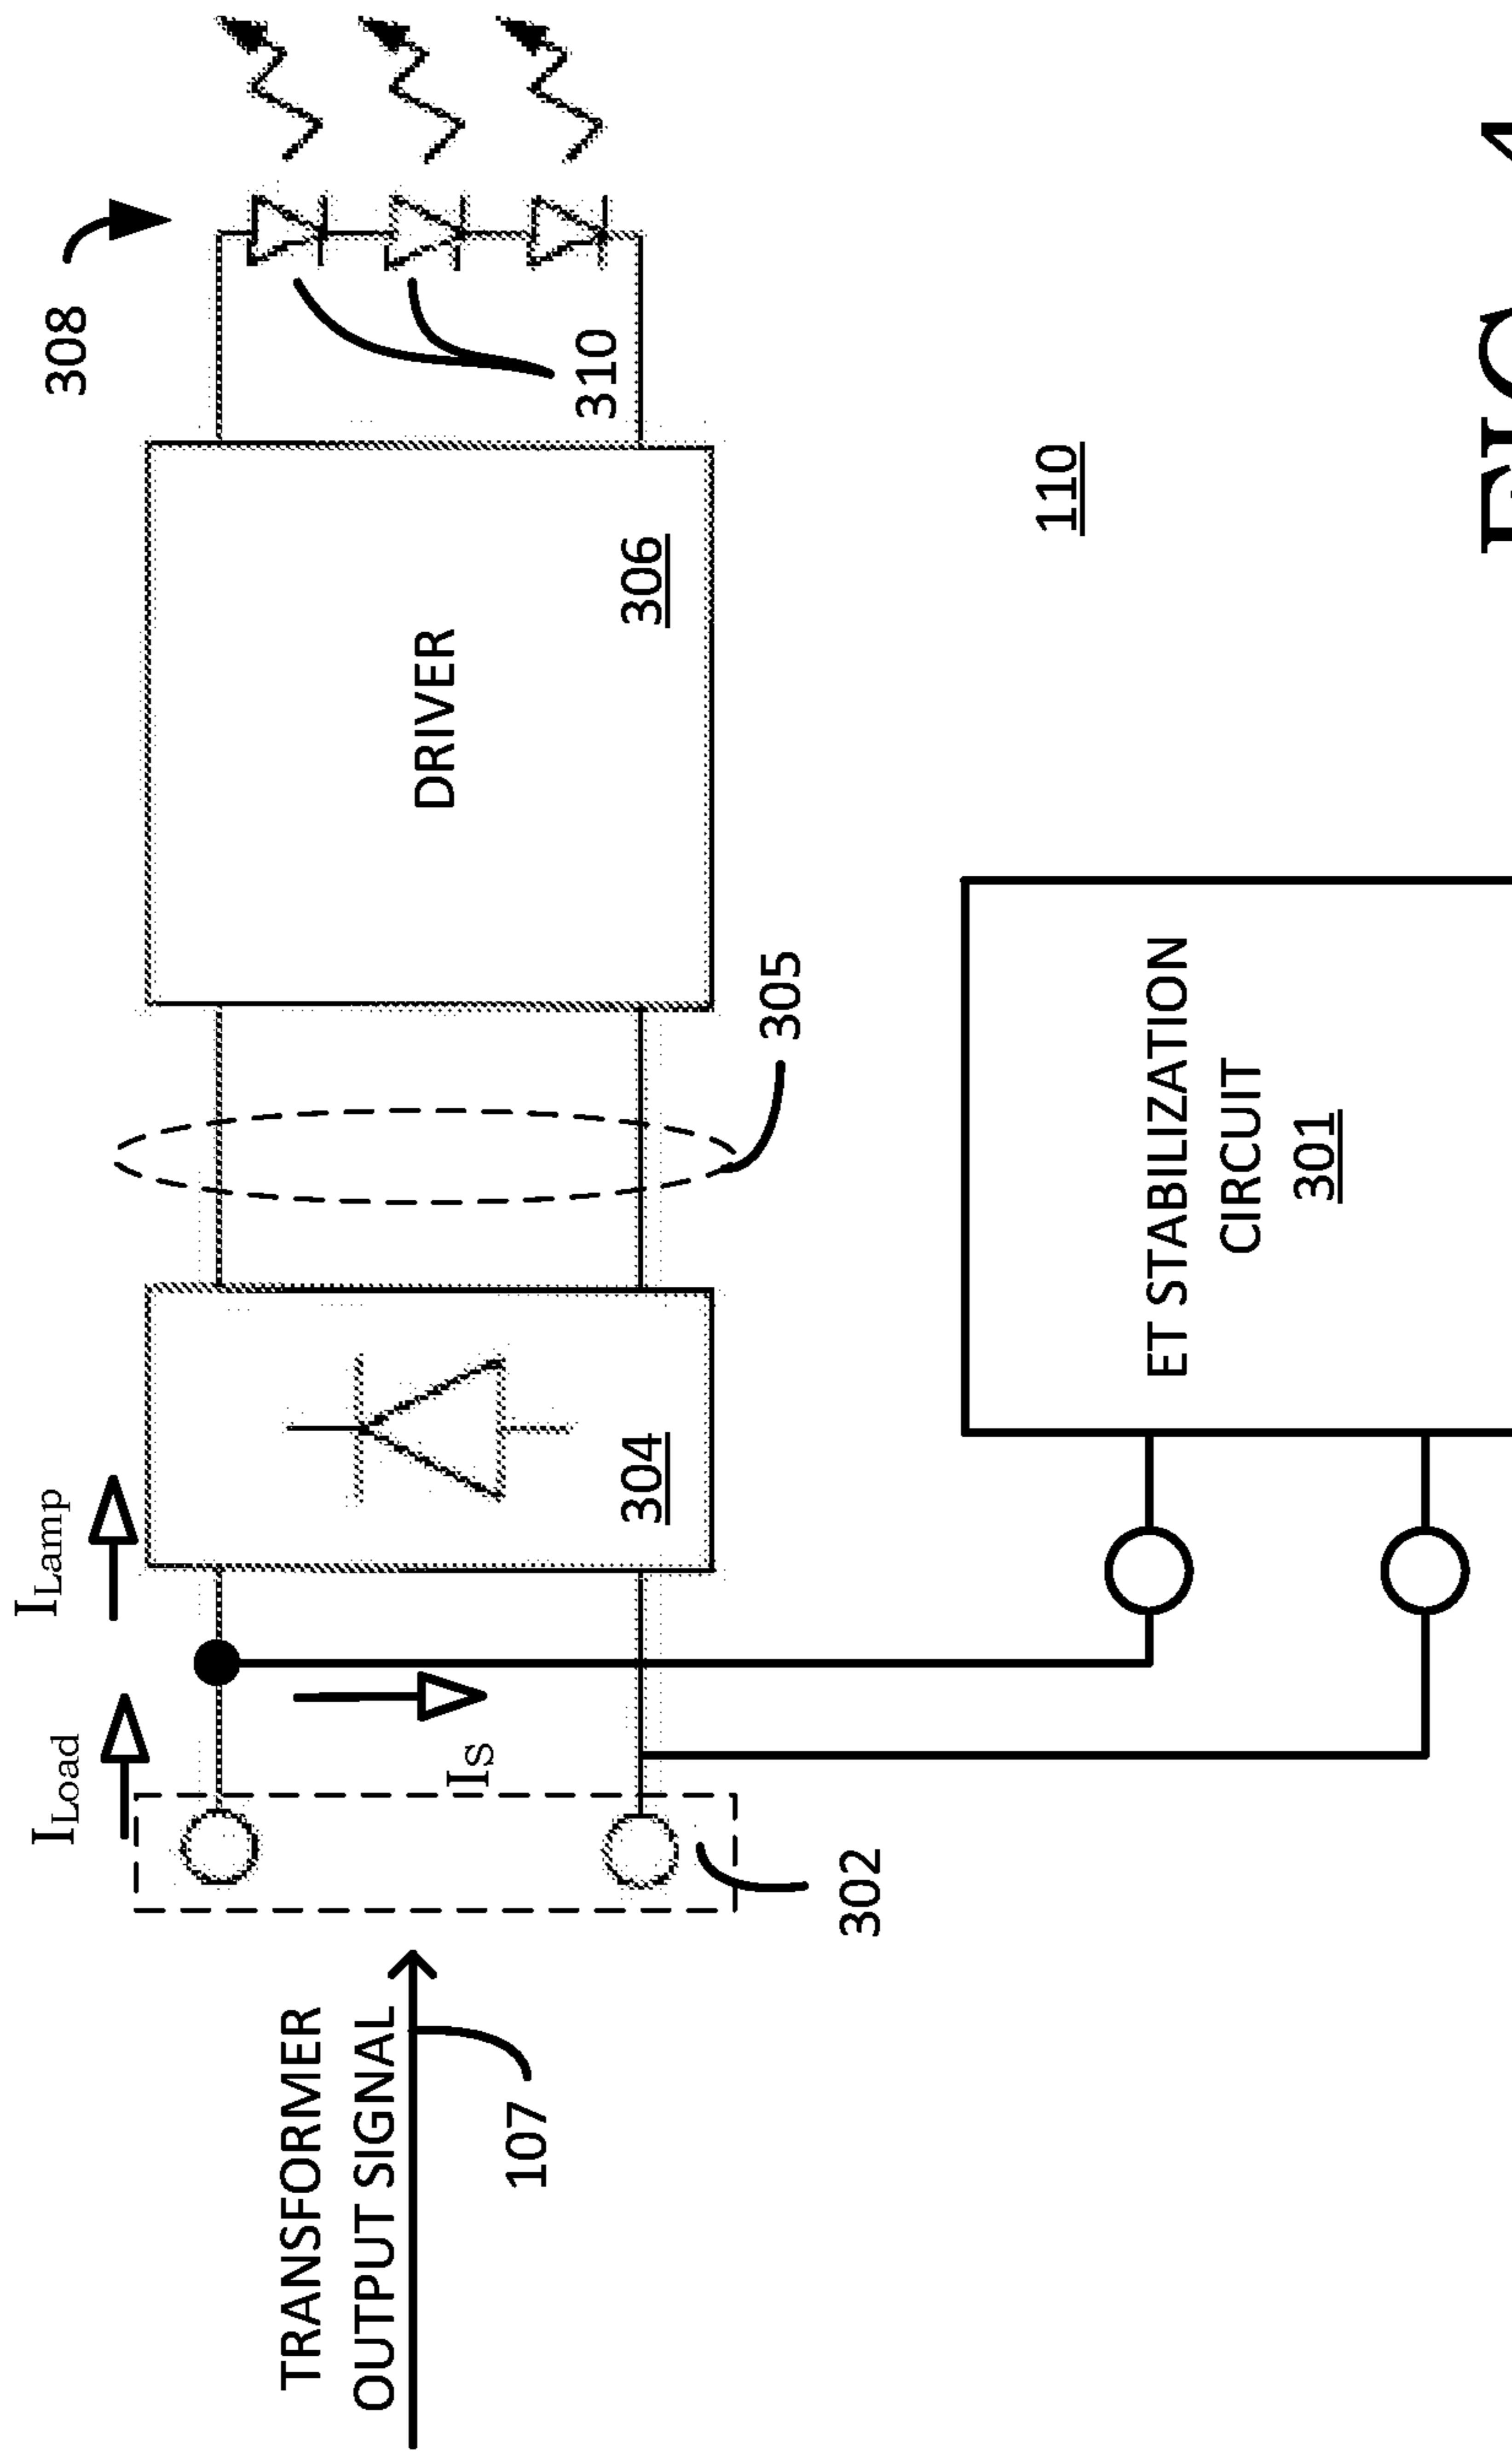 I_Load
I_Lamp
308
TRANSFORMER
OUTPUT SIGNAL
107
I_S
302
304
305
DRIVER
306
310
ET STABILIZATION
CIRCUIT
301
110